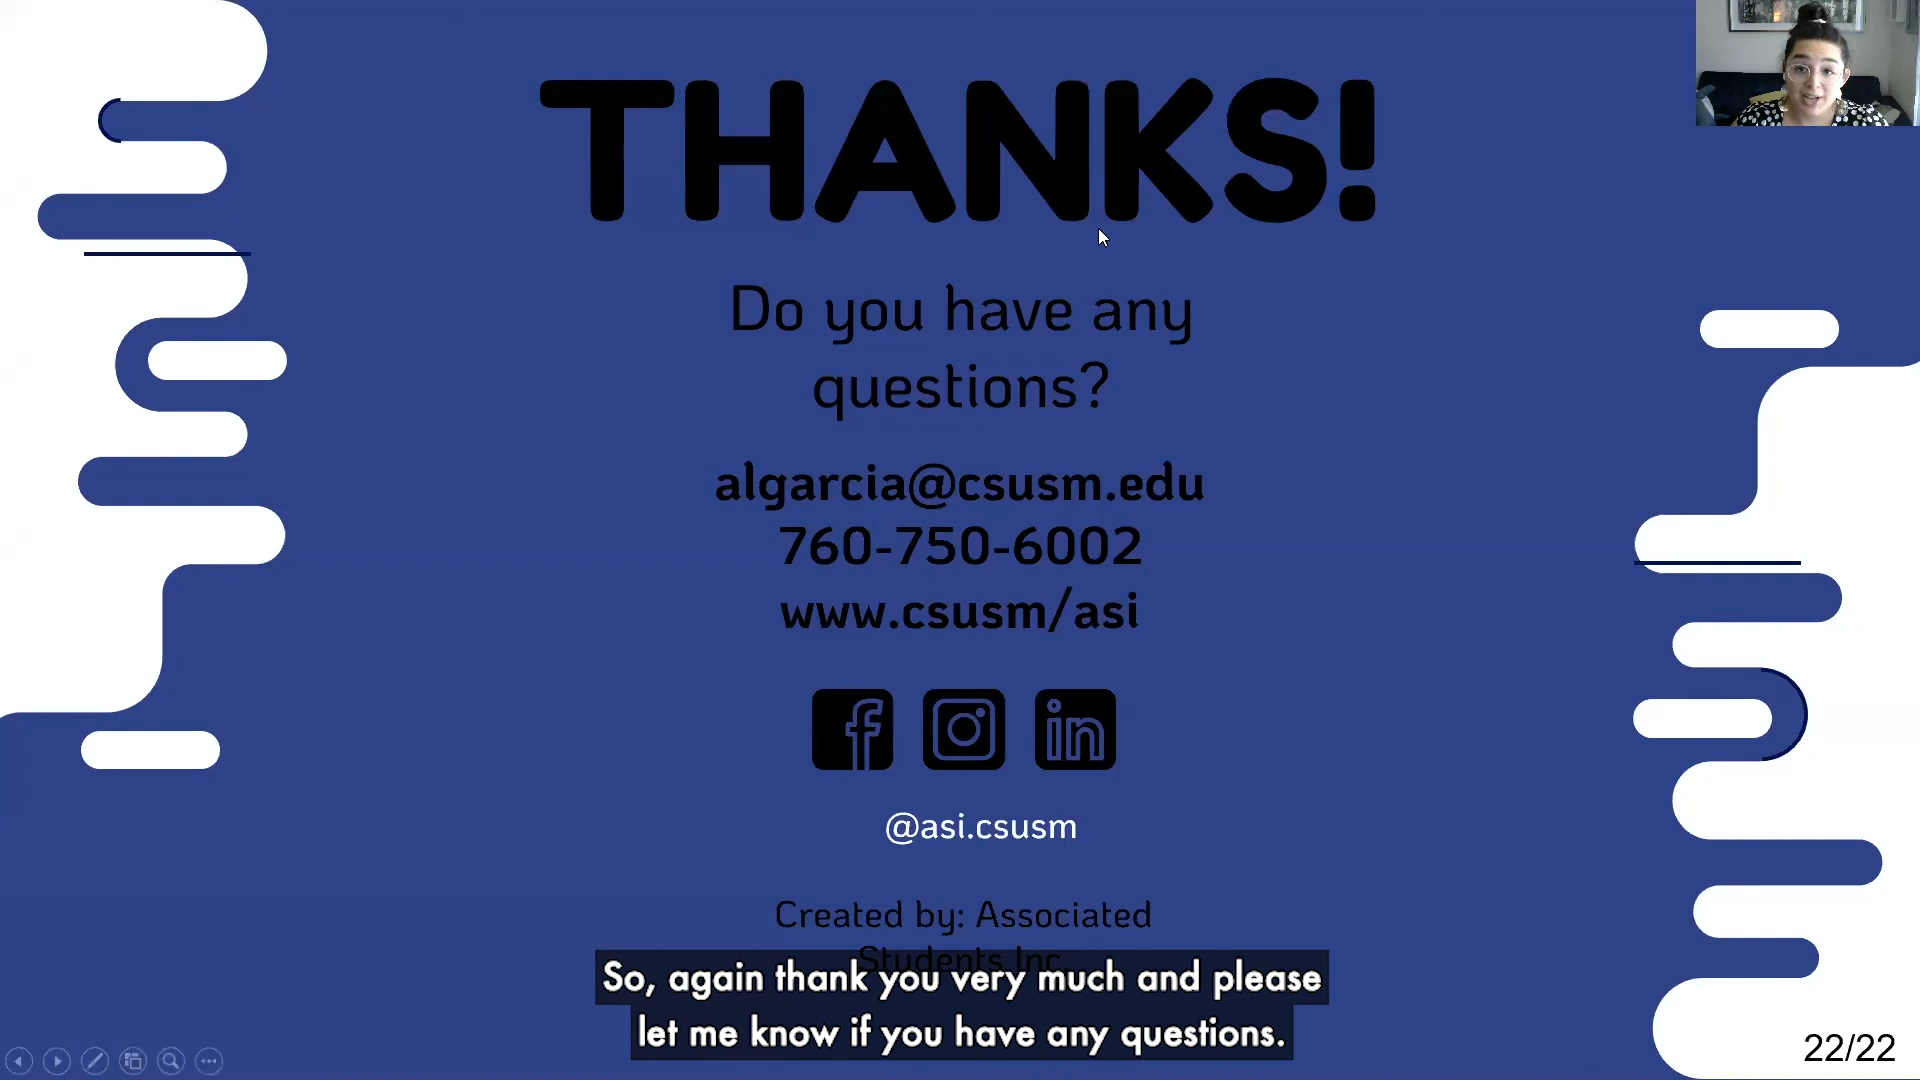 THANKS!
Do you have any
questions?
algarcia@csusm.edu
760-750-6002
www.csusm/asi
@asi.csusm
Created by: Associated
Students Inc.
So, again thank you very much and please
let me know if you have any questions.
22/22